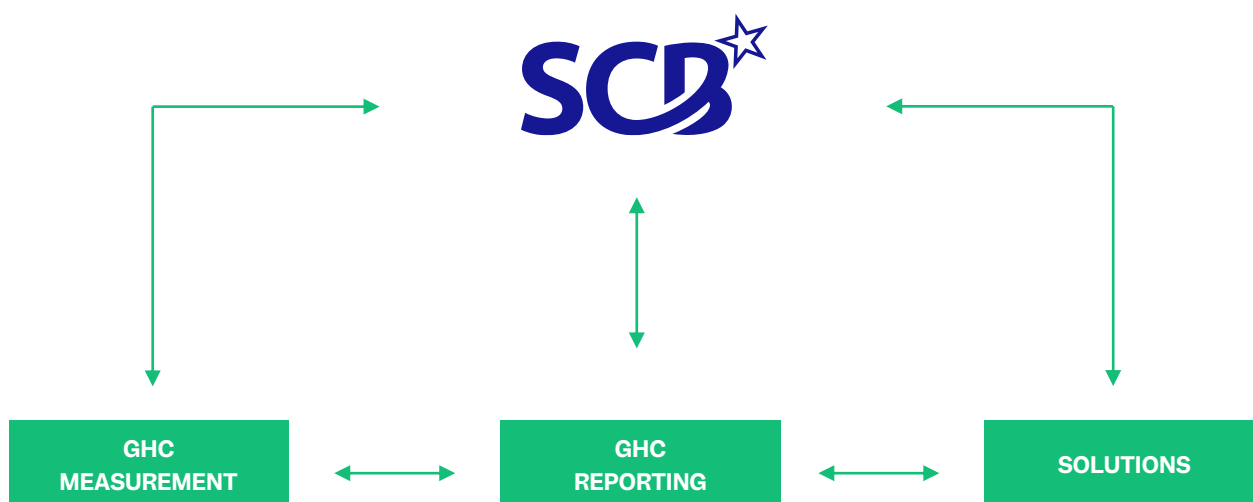 SCB
GHC
MEASUREMENT
GHC
REPORTING
SOLUTIONS